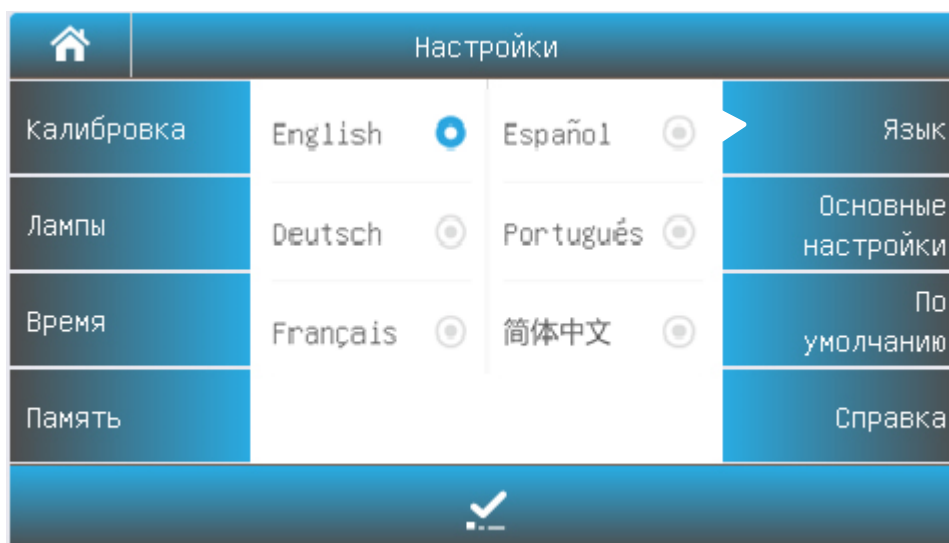 Настройки
Калибровка
English
Español
Язык
Лампы
Deutsch
Portugués
Основные
настройки
Время
Français
简体中文
По
умолчанию
Память
Справка